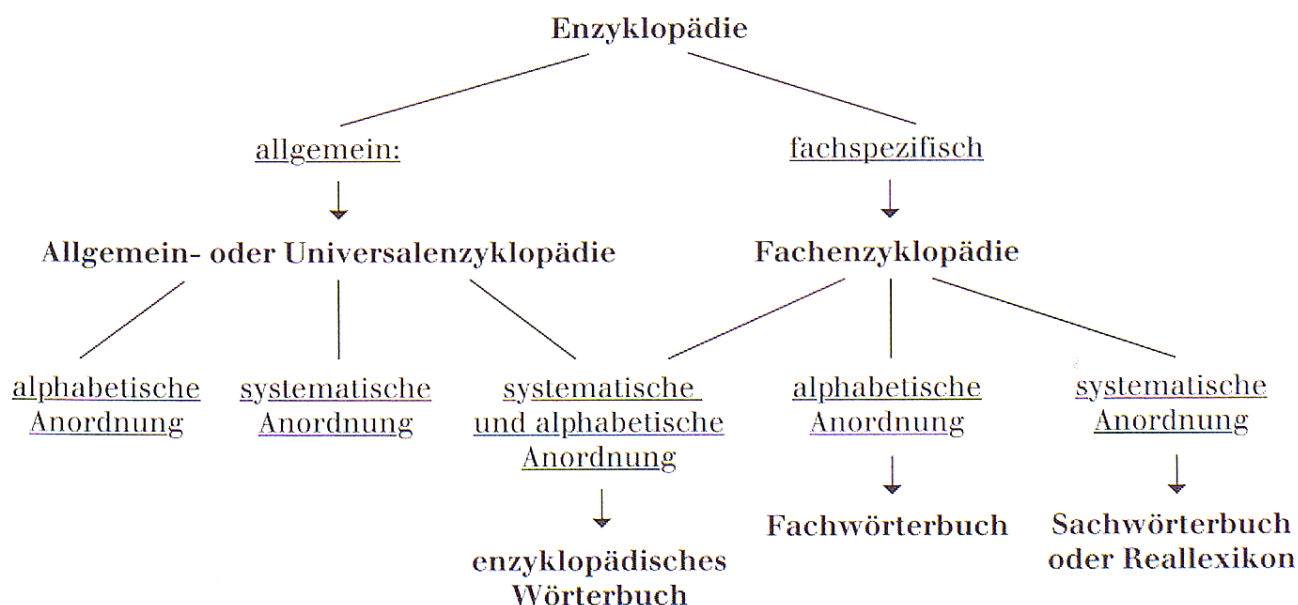 Enzyklopädie
allgemein:
fachspezifisch
Allgemein- oder Universalenzyklopädie
Fachenzyklopädie
alphabetische
Anordnung
systematische
Anordnung
systematische
und alphabetische
Anordnung
alphabetische
Anordnung
systematische
Anordnung
enzyklopädisches
Wörterbuch
Fachwörterbuch
Sachwörterbuch
oder Reallexikon